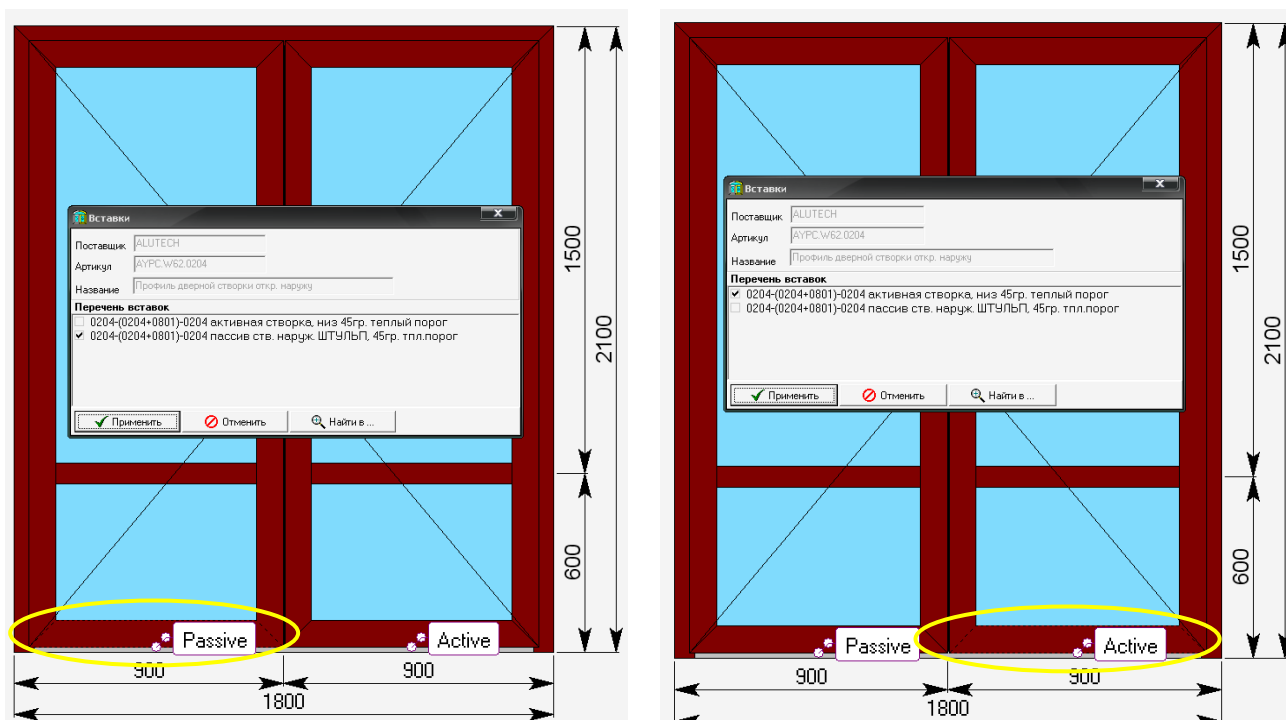 Вставки
Поставщик ALUTECH
Артикул AYPC.W62.0204
Название Профиль дверной створки откр. наружу
Перечень вставок
0204-(0204+0801)-0204 активная створка, низ 45гр. теплый порог
0204-(0204+0801)-0204 пассив ств. наруж. ШТУЛЬП, 45гр. тпл.порог
Применить Отменить Найти в ...
1500
2100
600
Passive Active
900 900
1800
Вставки
Поставщик ALUTECH
Артикул AYPC.W62.0204
Название Профиль дверной створки откр. наружу
Перечень вставок
0204-(0204+0801)-0204 активная створка, низ 45гр. теплый порог
0204-(0204+0801)-0204 пассив ств. наруж. ШТУЛЬП, 45гр. тпл.порог
Применить Отменить Найти в ...
1500
2100
600
Passive Active
900 900
1800